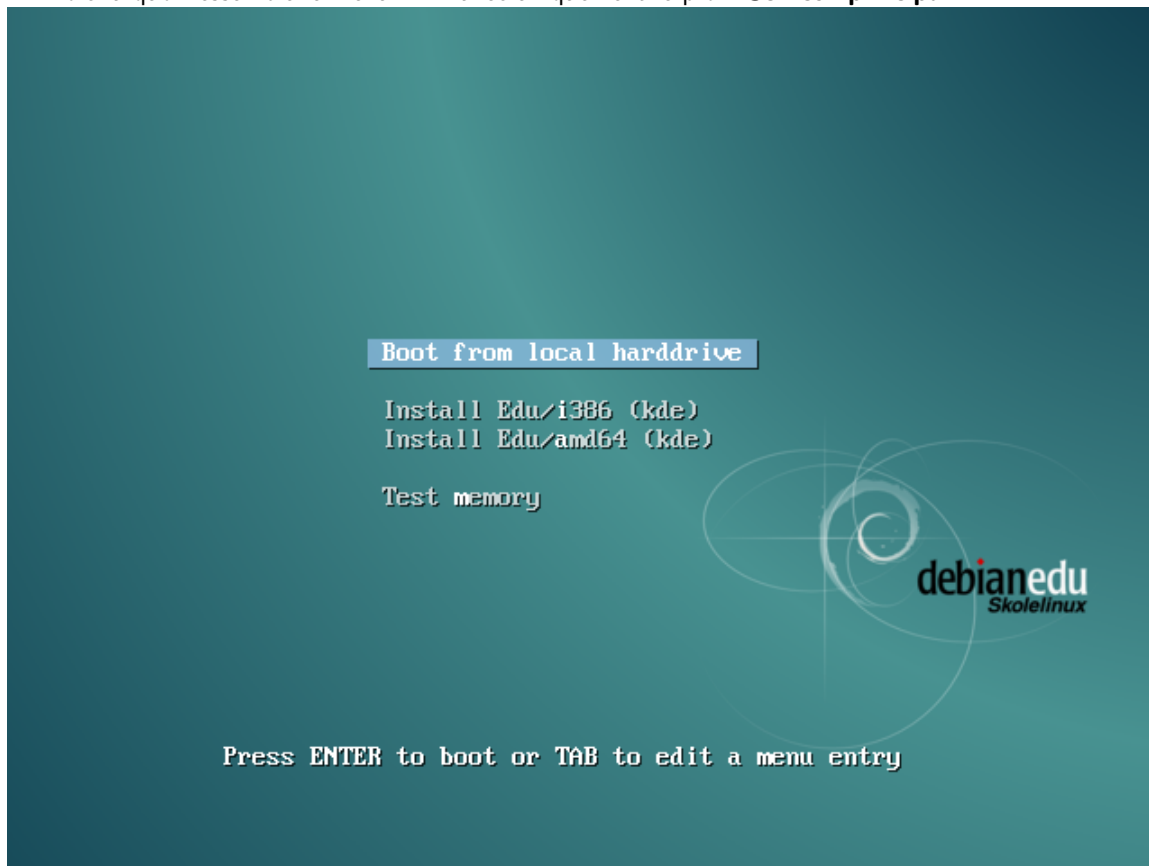 Boot from local harddrive
Install Edu/i386 (kde)
Install Edu/amd64 (kde)
Test memory
debianedu
Skolelinux
Press ENTER to boot or TAB to edit a menu entry